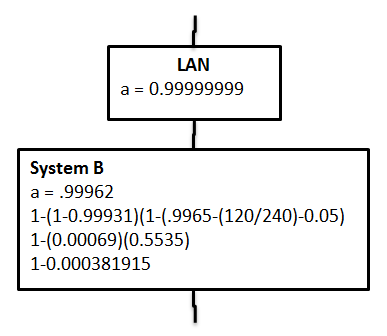 LAN
a = 0.99999999
System B
a = .99962
1-(1-0.99931)(1-(.9965-(120/240)-0.05)
1-(0.00069)(0.5535)
1-0.000381915